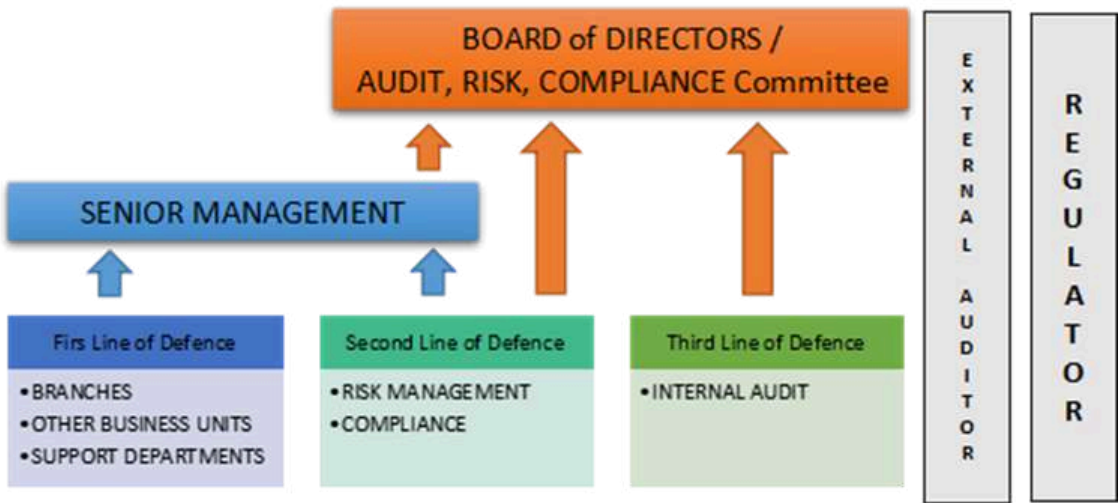 BOARD of DIRECTORS /
AUDIT, RISK, COMPLIANCE Committee
SENIOR MANAGEMENT
Firs Line of Defence
•BRANCHES
•OTHER BUSINESS UNITS
•SUPPORT DEPARTMENTS
Second Line of Defence
•RISK MANAGEMENT
•COMPLIANCE
Third Line of Defence
•INTERNAL AUDIT
EXTERNAL AUDITOR
REGULATOR